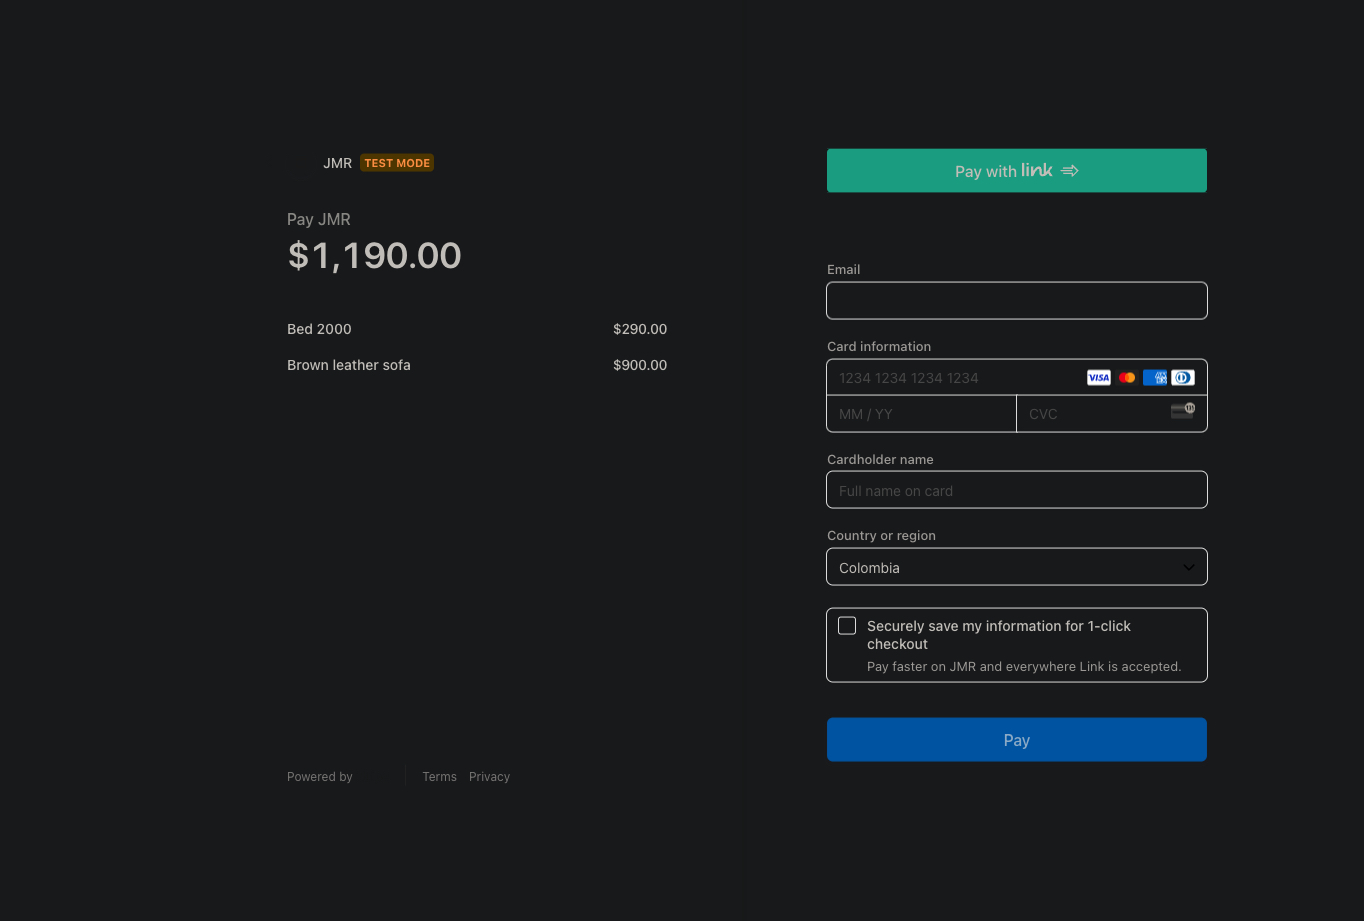 JMR TEST MODE
Pay JMR
$1,190.00
Bed 2000 $290.00
Brown leather sofa $900.00
Powered by
Terms Privacy
Pay with link
Email
Card information
1234 1234 1234 1234 VISA
MM / YY CVC
Cardholder name
Full name on card
Country or region
Colombia
Securely save my information for 1-click
checkout
Pay faster on JMR and everywhere Link is accepted.
Pay